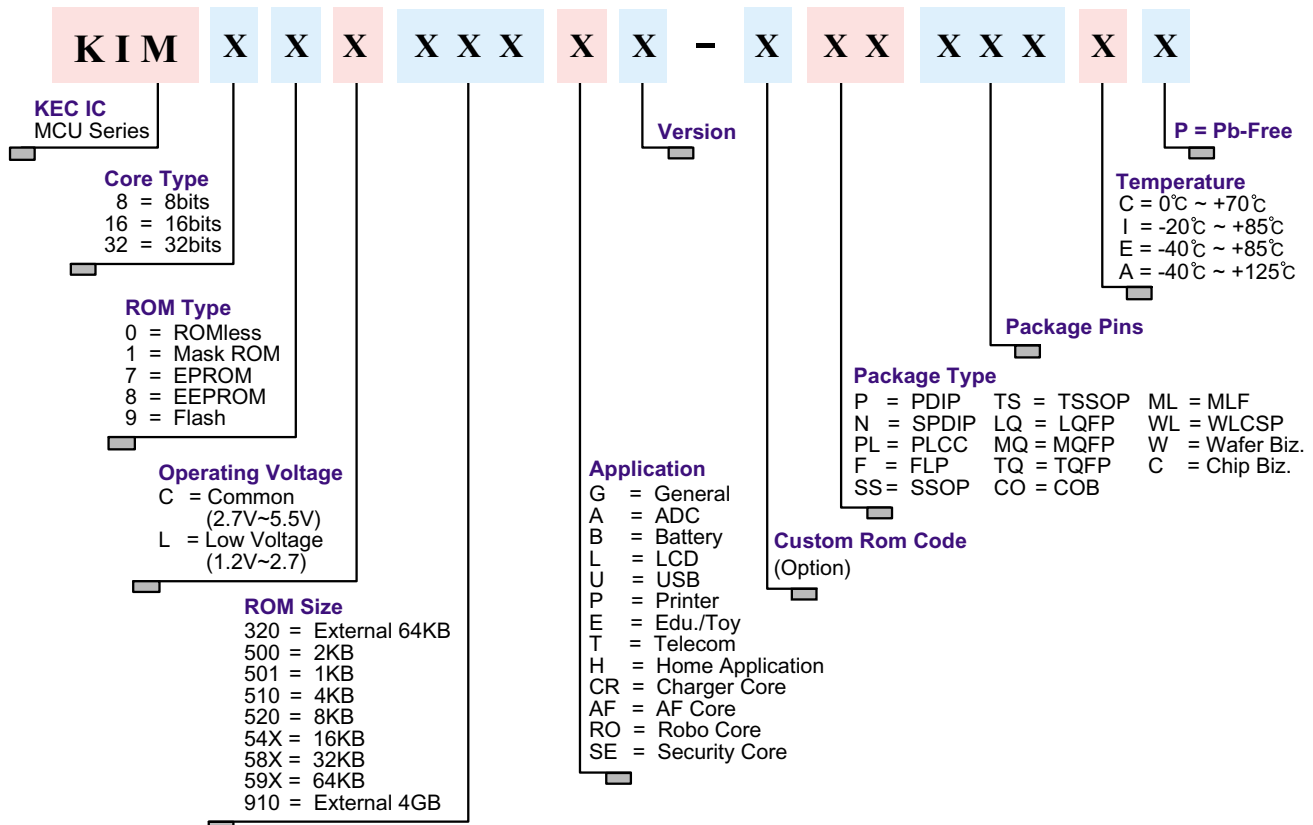 KIM X X X XXX X X - X XX XXX X X
KEC IC
MCU Series
Version
P = Pb-Free
Core Type
8 = 8bits
16 = 16bits
32 = 32bits
Temperature
C = 0℃ ~ +70℃
I = -20℃ ~ +85℃
E = -40℃ ~ +85℃
A = -40℃ ~ +125℃
ROM Type
0 = ROMless
1 = Mask ROM
7 = EPROM
8 = EEPROM
9 = Flash
Package Pins
Package Type
P = PDIP TS = TSSOP ML = MLF
N = SPDIP LQ = LQFP WL = WLCSP
PL = PLCC MQ = MQFP W = Wafer Biz.
F = FLP TQ = TQFP C = Chip Biz.
SS = SSOP CO = COB
Operating Voltage
C = Common
(2.7V~5.5V)
L = Low Voltage
(1.2V~2.7)
Application
G = General
A = ADC
B = Battery
L = LCD
U = USB
P = Printer
E = Edu./Toy
T = Telecom
H = Home Application
CR = Charger Core
AF = AF Core
RO = Robo Core
SE = Security Core
Custom Rom Code
(Option)
ROM Size
320 = External 64KB
500 = 2KB
501 = 1KB
510 = 4KB
520 = 8KB
54X = 16KB
58X = 32KB
59X = 64KB
910 = External 4GB